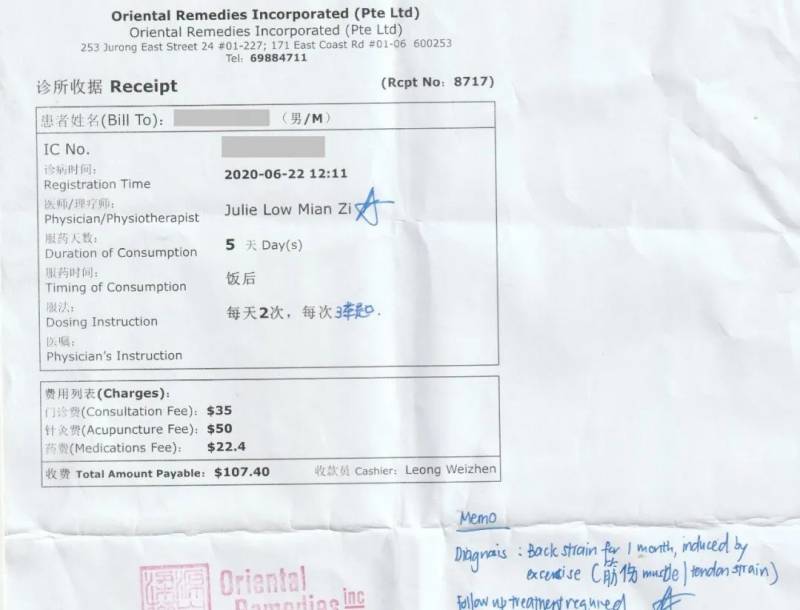 Oriental Remedies Incorporated (Pte Ltd)
Oriental Remedies Incorporated (Pte Ltd)
253 Jurong East Street 24 #01-227; 171 East Coast Rd #01-06 600253
Tel: 69884711
诊所收据 Receipt (Rcpt No: 8717)
患者姓名(Bill To): (男/M)
IC No.
诊病时间:
Registration Time 2020-06-22 12:11
医师/理疗师:
Physician/Physiotherapist Julie Low Mian Zi
服药天数:
Duration of Consumption 5 天 Day(s)
服药时间:
Timing of Consumption 饭后
服法:
Dosing Instruction 每天2次，每次3
医嘱:
Physician's Instruction
费用列表(Charges):
门诊费(Consultation Fee): $35
针灸费(Acupuncture Fee): $50
药费(Medications Fee): $22.4
收费 Total Amount Payable: $107.40 收款员 Cashier: Leong Weizhen
Memo
Diagnosis : Back strain for 1 month, induced by
excersise (筋伤 muscle/tendon strain)
Follow up treatment required
Oriental
Remedies inc